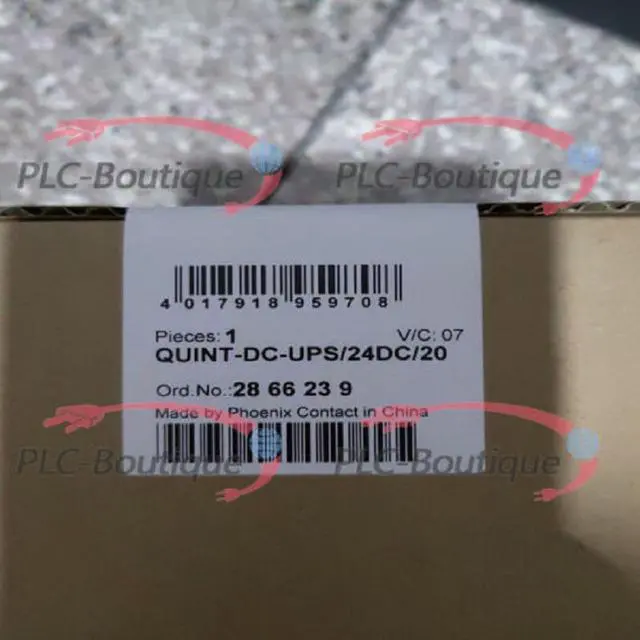 PLC-Boutique PLC-Boutique
4 017918 959708
Pieces: 1 V/C: 07
QUINT-DC-UPS/24DC/20
Ord.No.:28 66 23 9
Made by Phoenix Contact in China
PLC-Boutique PLC-Boutique